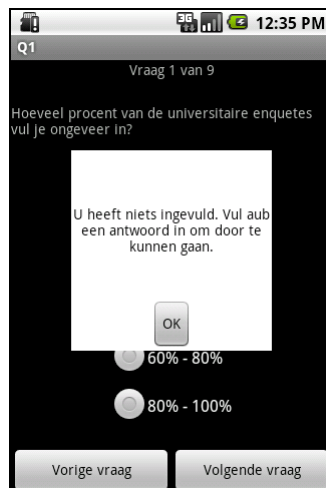 3G 12:35 PM
Q1
Vraag 1 van 9
Hoeveel procent van de universitaire enquetes
vul je ongeveer in?
U heeft niets ingevuld. Vul aub
een antwoord in om door te
kunnen gaan.
OK
60% - 80%
80% - 100%
Vorige vraag Volgende vraag